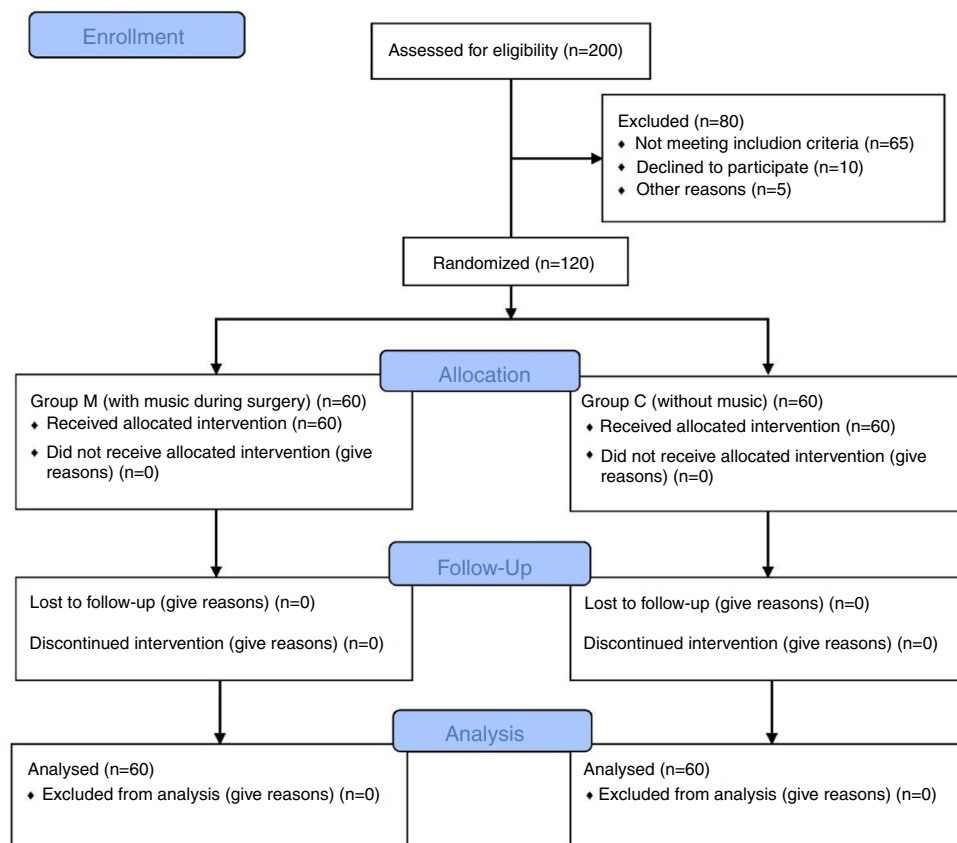 Enrollment
Assessed for eligibility (n=200)
Excluded (n=80)
⬧ Not meeting includion criteria (n=65)
⬧ Declined to participate (n=10)
⬧ Other reasons (n=5)
Randomized (n=120)
Allocation
Group M (with music during surgery) (n=60)
⬧ Received allocated intervention (n=60)
⬧ Did not receive allocated intervention (give
reasons) (n=0)
Group C (without music) (n=60)
⬧ Received allocated intervention (n=60)
⬧ Did not receive allocated intervention (give
reasons) (n=0)
Follow-Up
Lost to follow-up (give reasons) (n=0)
Discontinued intervention (give reasons) (n=0)
Lost to follow-up (give reasons) (n=0)
Discontinued intervention (give reasons) (n=0)
Analysis
Analysed (n=60)
⬧ Excluded from analysis (give reasons) (n=0)
Analysed (n=60)
⬧ Excluded from analysis (give reasons) (n=0)